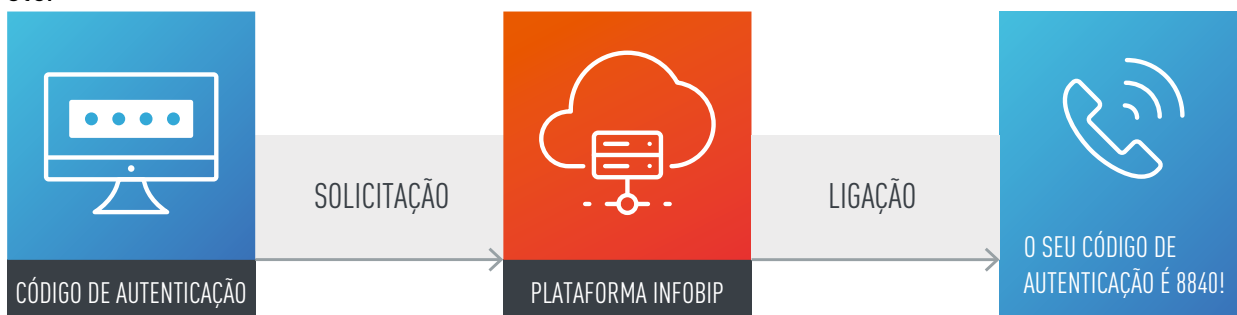 SOLICITAÇÃO
LIGAÇÃO
CÓDIGO DE AUTENTICAÇÃO
PLATAFORMA INFOBIP
O SEU CÓDIGO DE
AUTENTICAÇÃO É 8840!